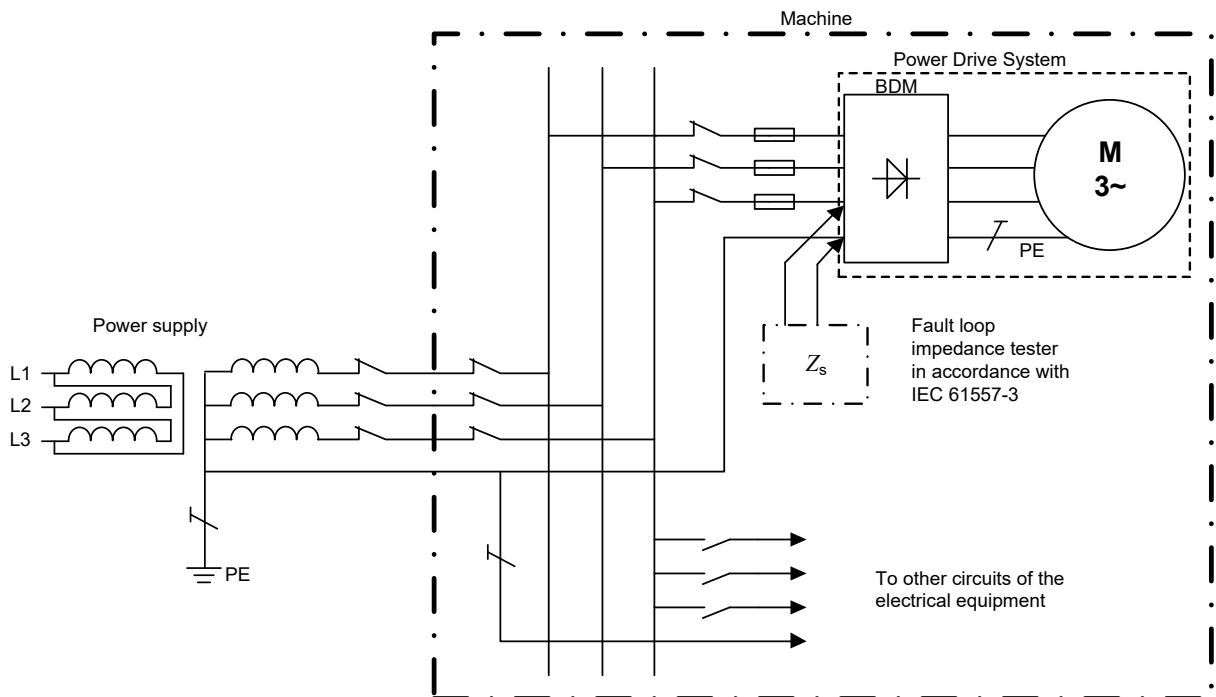 Machine
Power Drive System
BDM
M
3~
PE
Power supply
L1
L2
L3
Zs
Fault loop
impedance tester
in accordance with
IEC 61557-3
PE
To other circuits of the
electrical equipment